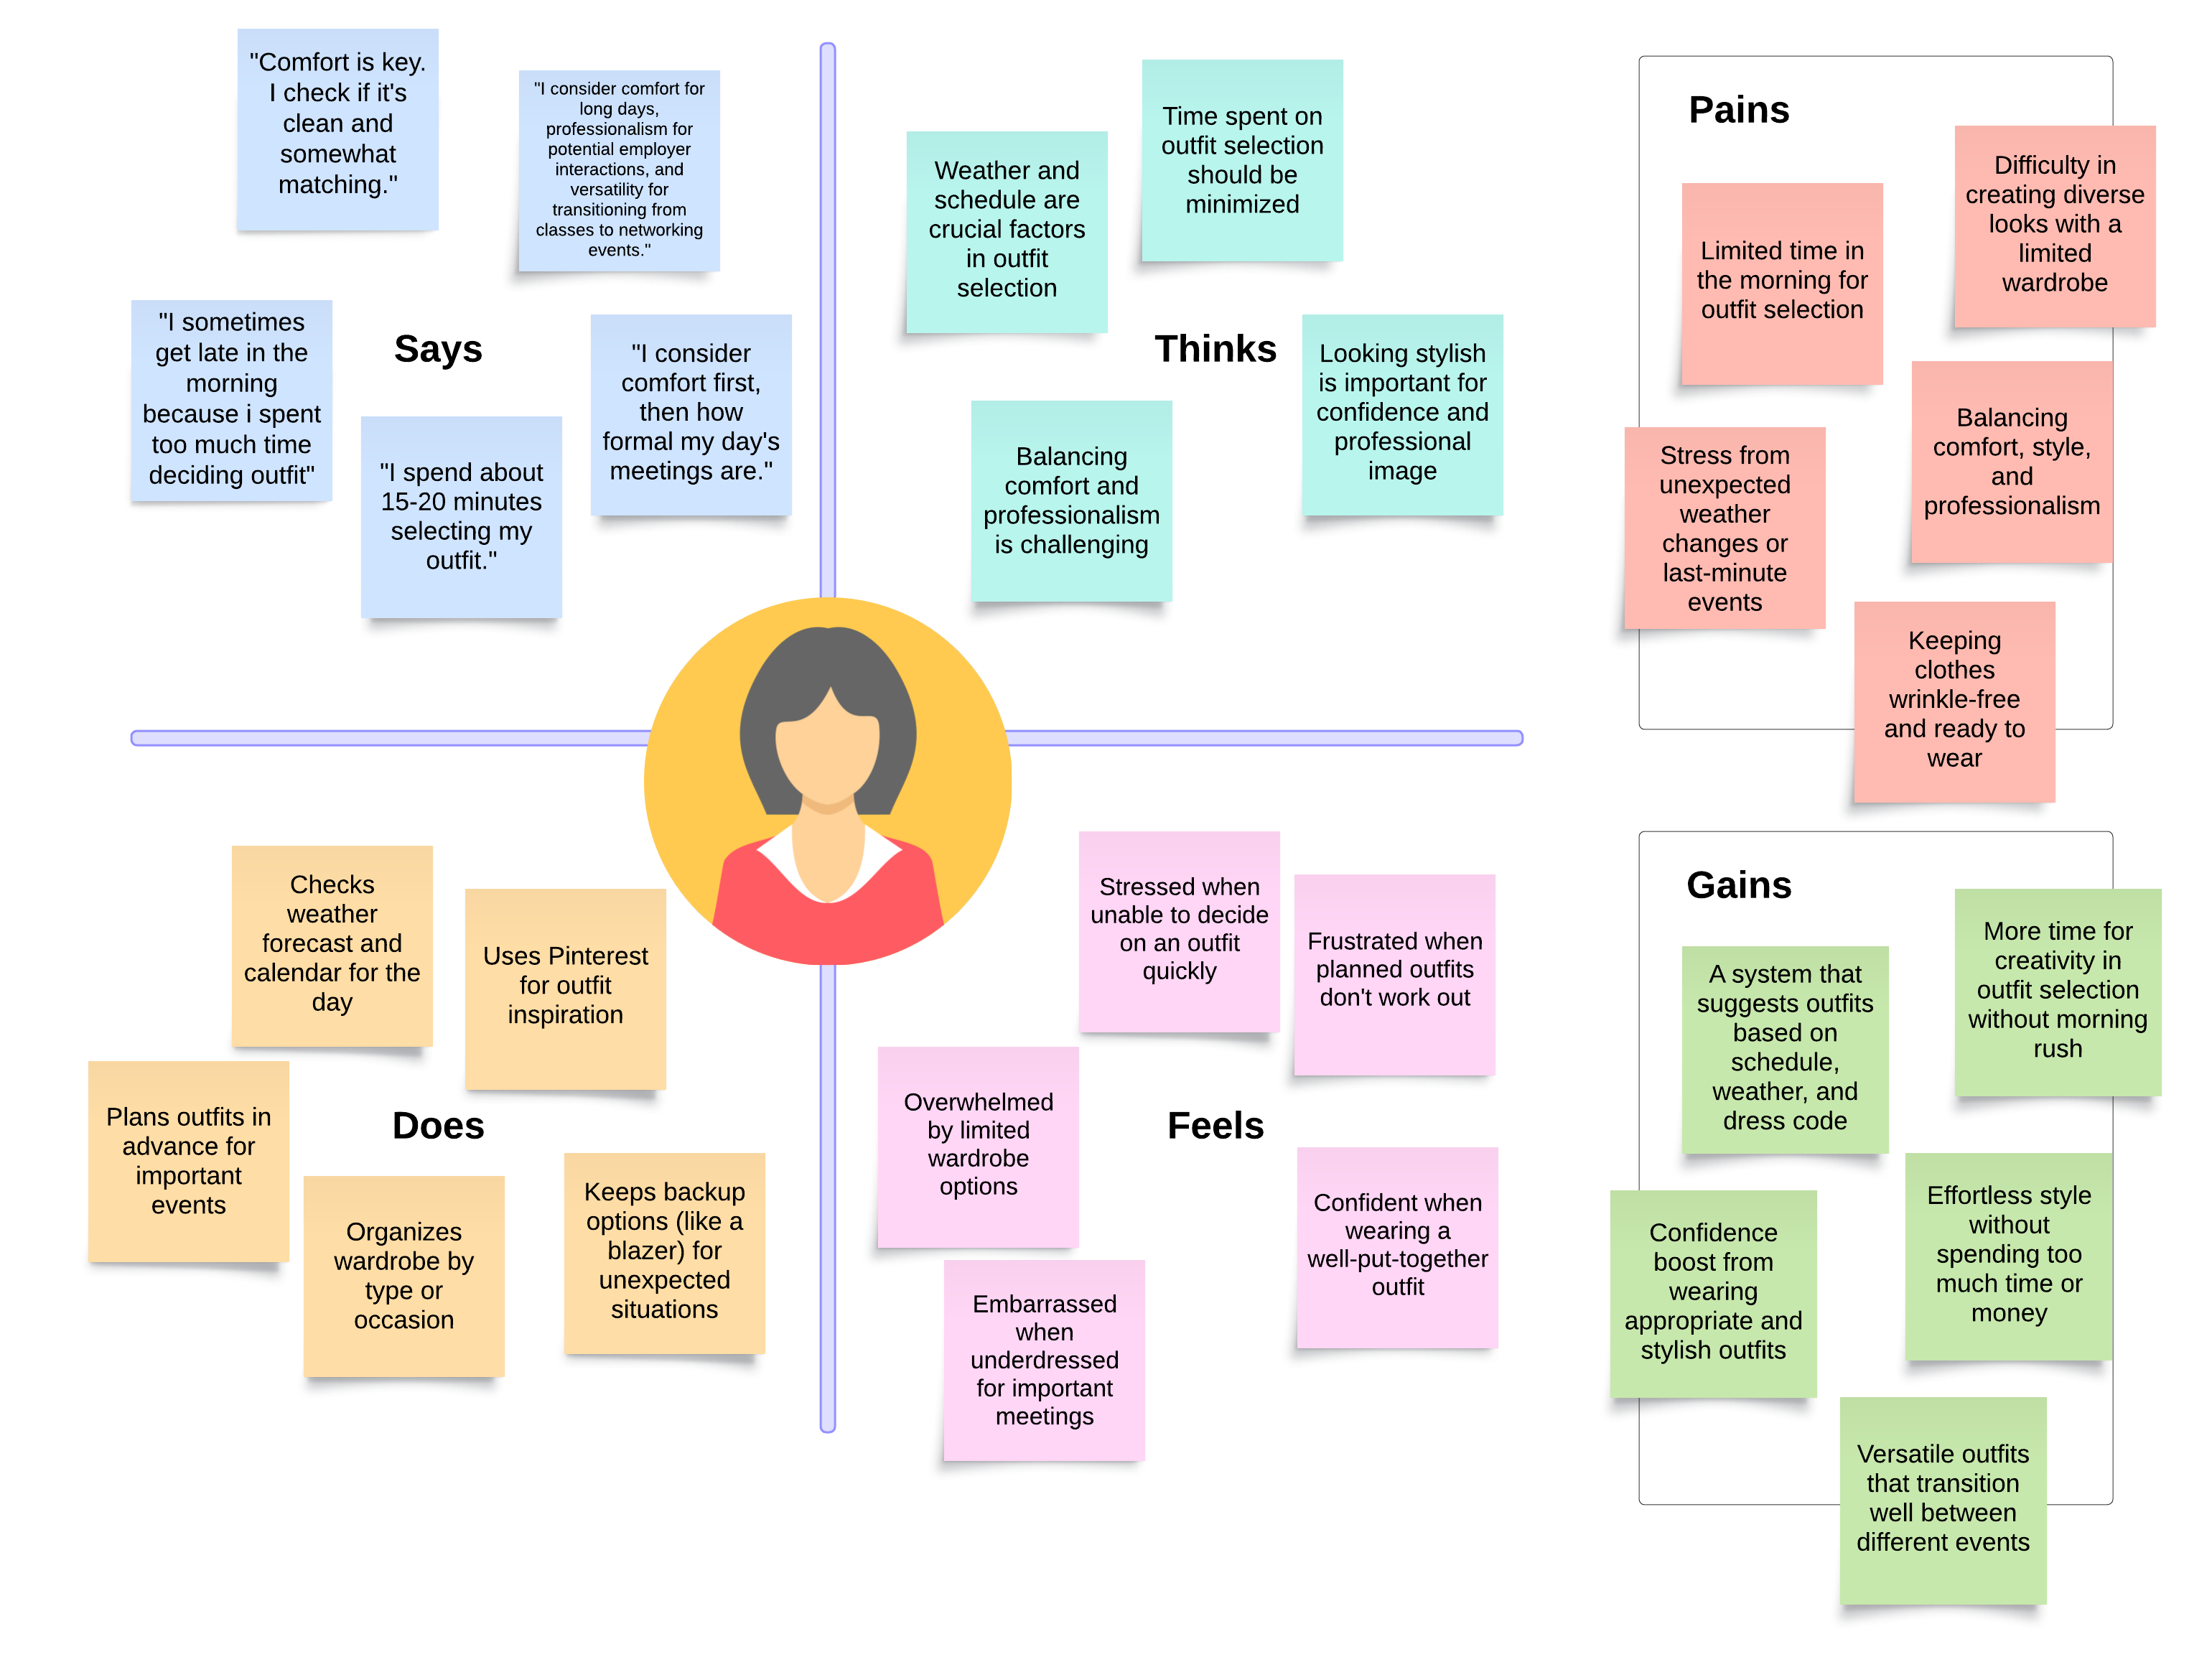 "Comfort is key.
I check if it's
clean and
somewhat
matching."
"I consider comfort for
long days,
professionalism for
potential employer
interactions, and
versatility for
transitioning from
classes to networking
events."
"I sometimes
get late in the
morning
because i spent
too much time
deciding outfit"
Says
"I spend about
15-20 minutes
selecting my
outfit."
"I consider
comfort first,
then how
formal my day's
meetings are."
Weather and
schedule are
crucial factors
in outfit
selection
Time spent on
outfit selection
should be
minimized
Thinks
Looking stylish
is important for
confidence and
professional
image
Balancing
comfort and
professionalism
is challenging
Pains
Difficulty in
creating diverse
looks with a
limited
wardrobe
Limited time in
the morning for
outfit selection
Balancing
comfort, style,
and
professionalism
Stress from
unexpected
weather
changes or
last-minute
events
Keeping
clothes
wrinkle-free
and ready to
wear
Checks
weather
forecast and
calendar for the
day
Uses Pinterest
for outfit
inspiration
Plans outfits in
advance for
important
events
Does
Organizes
wardrobe by
type or
occasion
Keeps backup
options (like a
blazer) for
unexpected
situations
Stressed when
unable to decide
on an outfit
quickly
Frustrated when
planned outfits
don't work out
Overwhelmed
by limited
wardrobe
options
Feels
Confident when
wearing a
well-put-together
outfit
Embarrassed
when
underdressed
for important
meetings
Gains
More time for
creativity in
outfit selection
without morning
rush
A system that
suggests outfits
based on
schedule,
weather, and
dress code
Effortless style
without
spending too
much time or
money
Confidence
boost from
wearing
appropriate and
stylish outfits
Versatile outfits
that transition
well between
different events